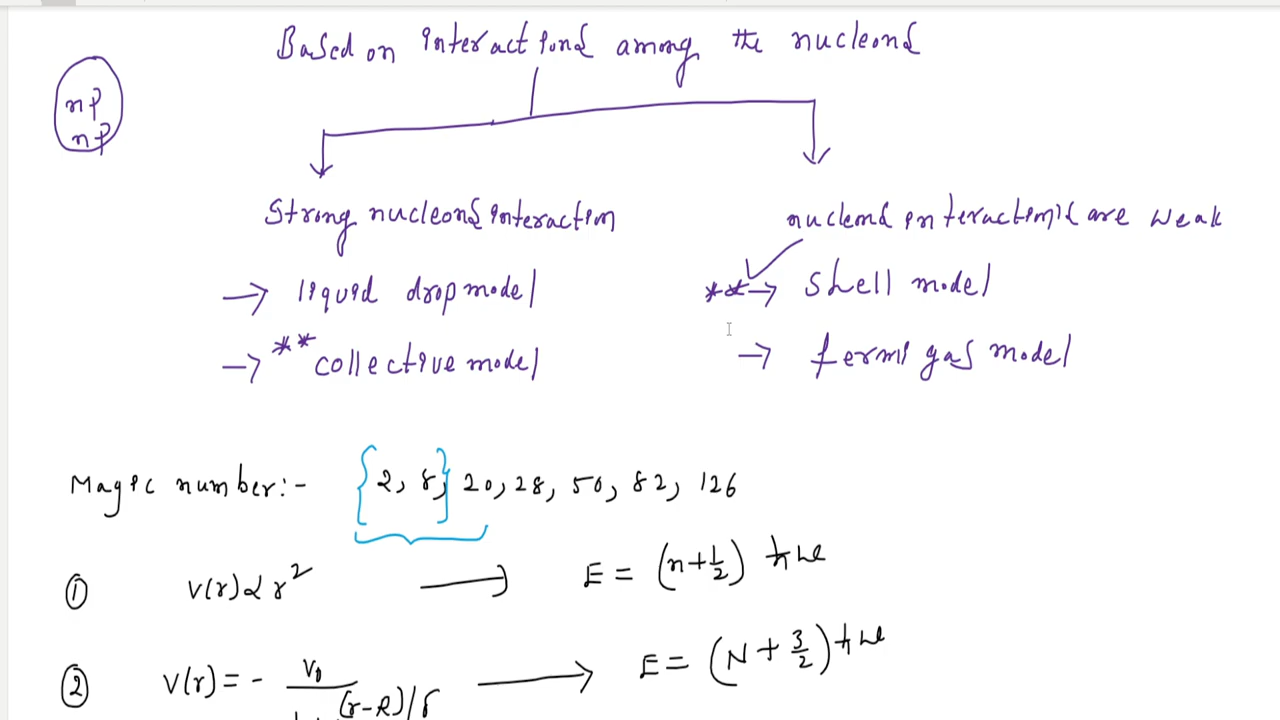 Based on interactions among the nucleons
np
np
Strong nucleons interaction
nucleons interaction's are weak
→ liquid drop model
**→ shell model
→ ** collective model
→ fermi gas model
Magic number:- {2, 8,} 20, 28, 50, 82, 126
① V(r) ∝ r² ⟶ E = (n+1/2) ħω
② V(r) = - V₀ (r-R)/δ ⟶ E = (N + 3/2) ħω